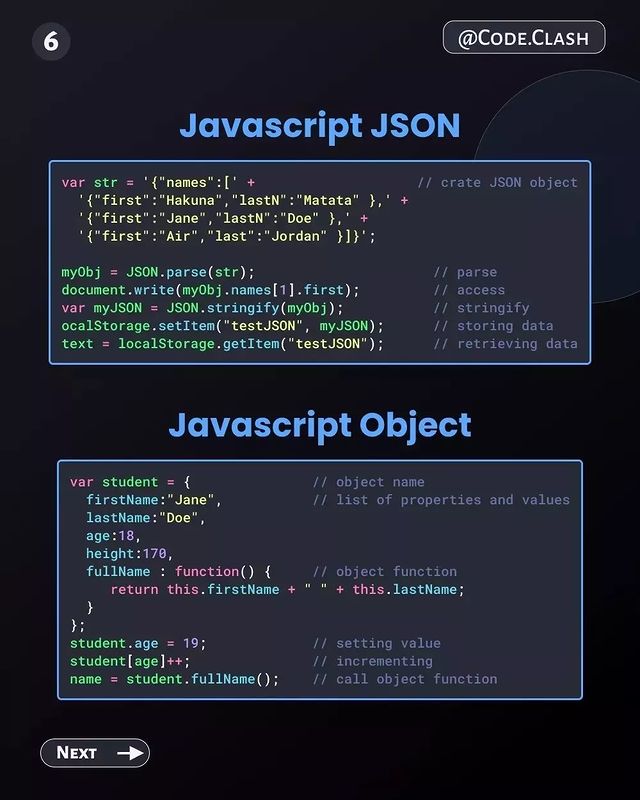 6
@Code.Clash
Javascript JSON
var str = '{"names":[' + // crate JSON object
'{"first":"Hakuna","lastN":"Matata" },' +
'{"first":"Jane","lastN":"Doe" },' +
'{"first":"Air","last":"Jordan" }]}';
myObj = JSON.parse(str); // parse
document.write(myObj.names[1].first); // access
var myJSON = JSON.stringify(myObj); // stringify
ocalStorage.setItem("testJSON", myJSON); // storing data
text = localStorage.getItem("testJSON"); // retrieving data
Javascript Object
var student = { // object name
firstName:"Jane", // list of properties and values
lastName:"Doe",
age:18,
height:170,
fullName : function() { // object function
return this.firstName + " " + this.lastName;
}
};
student.age = 19; // setting value
student[age]++; // incrementing
name = student.fullName(); // call object function
Next